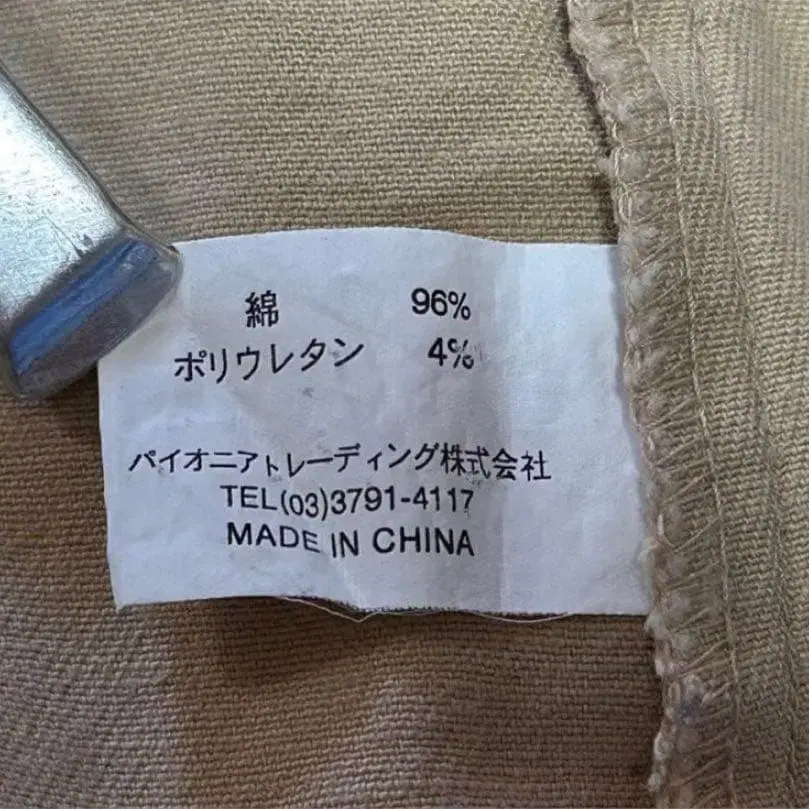 綿 96%
ポリウレタン 4%
パイオニアトレーディング株式会社
TEL(03)3791-4117
MADE IN CHINA